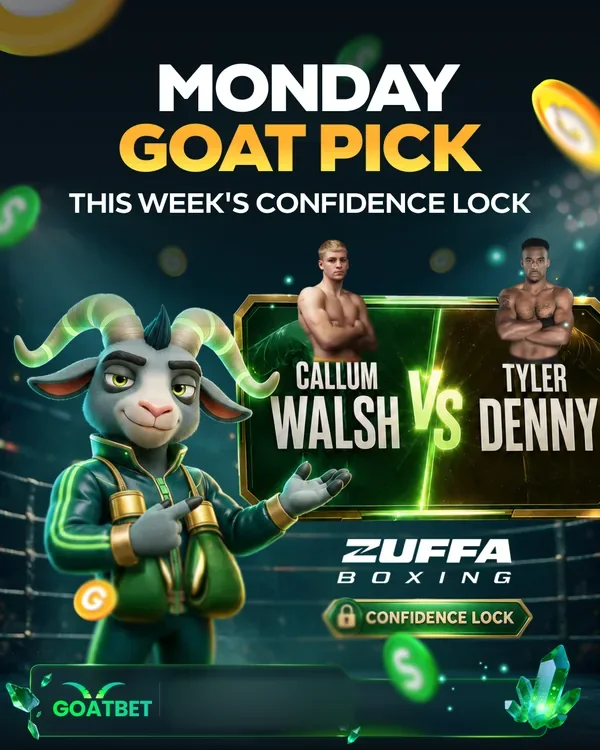 MONDAY
GOAT PICK
THIS WEEK'S CONFIDENCE LOCK
CALLUM
WALSH
VS
TYLER
DENNY
ZUFFA
BOXING
CONFIDENCE LOCK
G
$
GOATBET